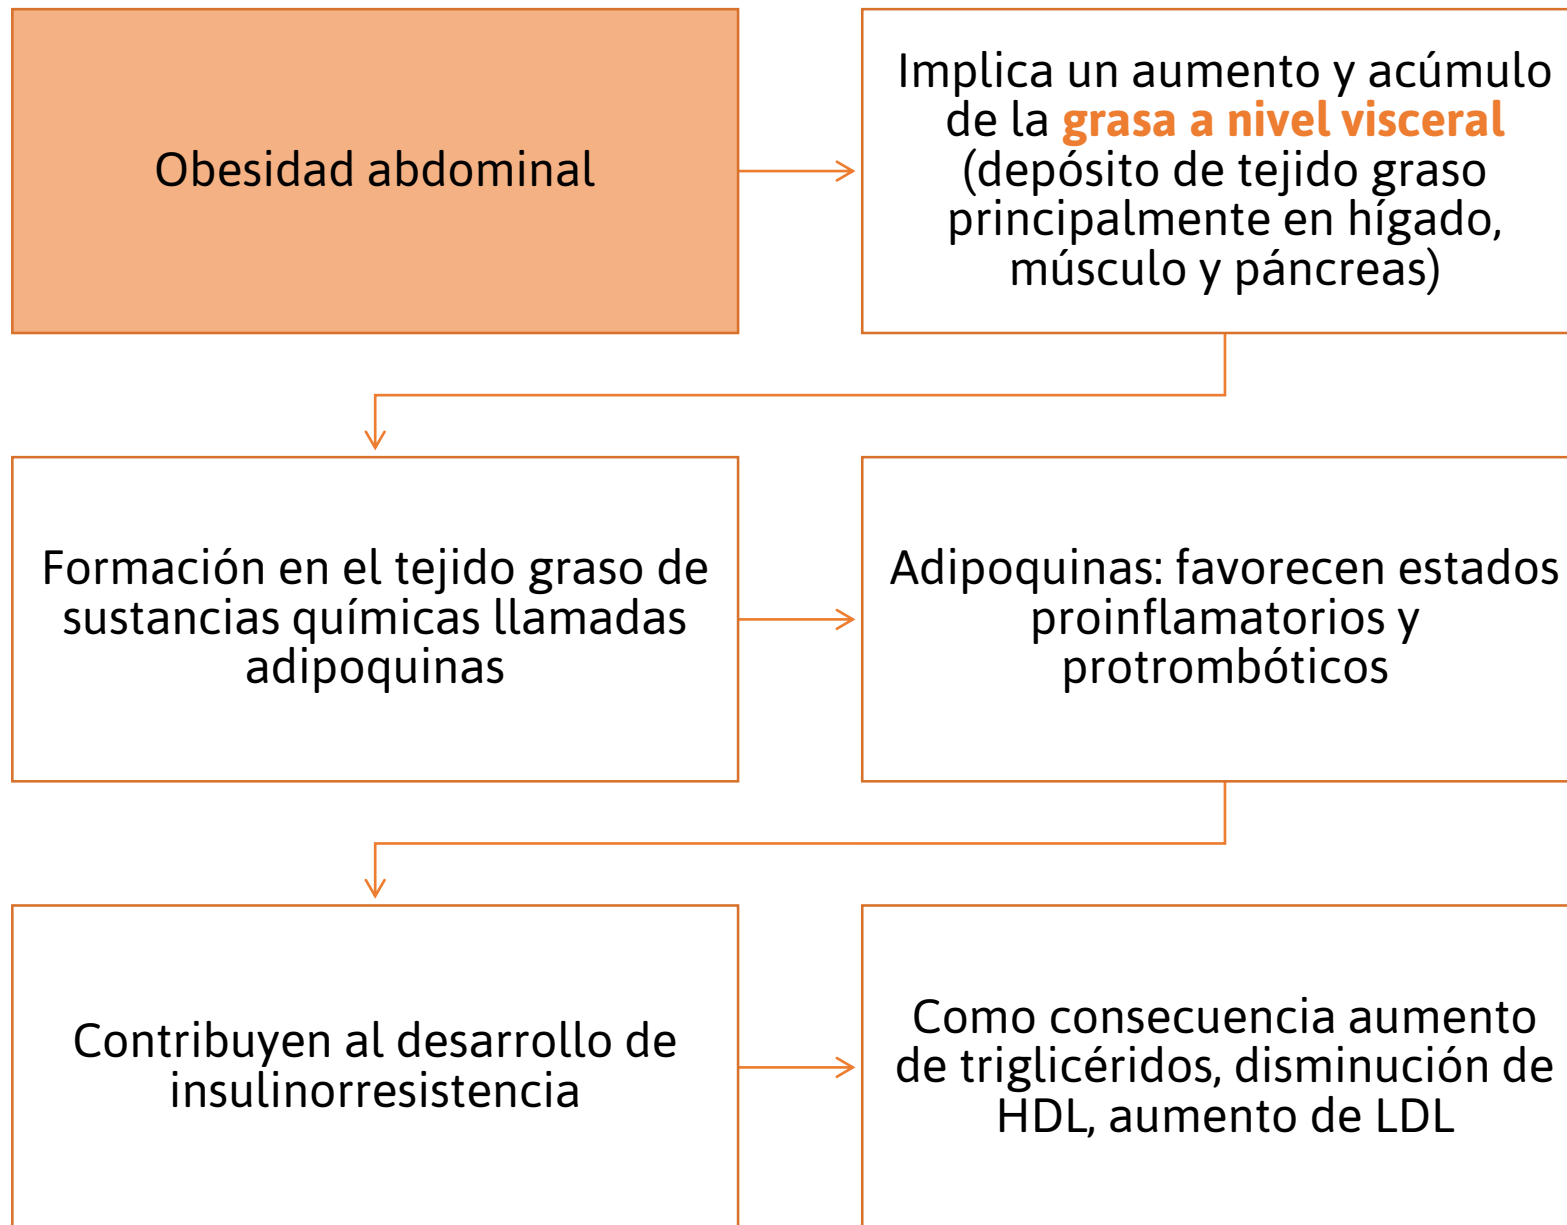 Obesidad abdominal
Implica un aumento y acúmulo
de la grasa a nivel visceral
(depósito de tejido graso
principalmente en hígado,
músculo y páncreas)
Formación en el tejido graso de
sustancias químicas llamadas
adipoquinas
Adipoquinas: favorecen estados
proinflamatorios y
protrombóticos
Contribuyen al desarrollo de
insulinorresistencia
Como consecuencia aumento
de triglicéridos, disminución de
HDL, aumento de LDL